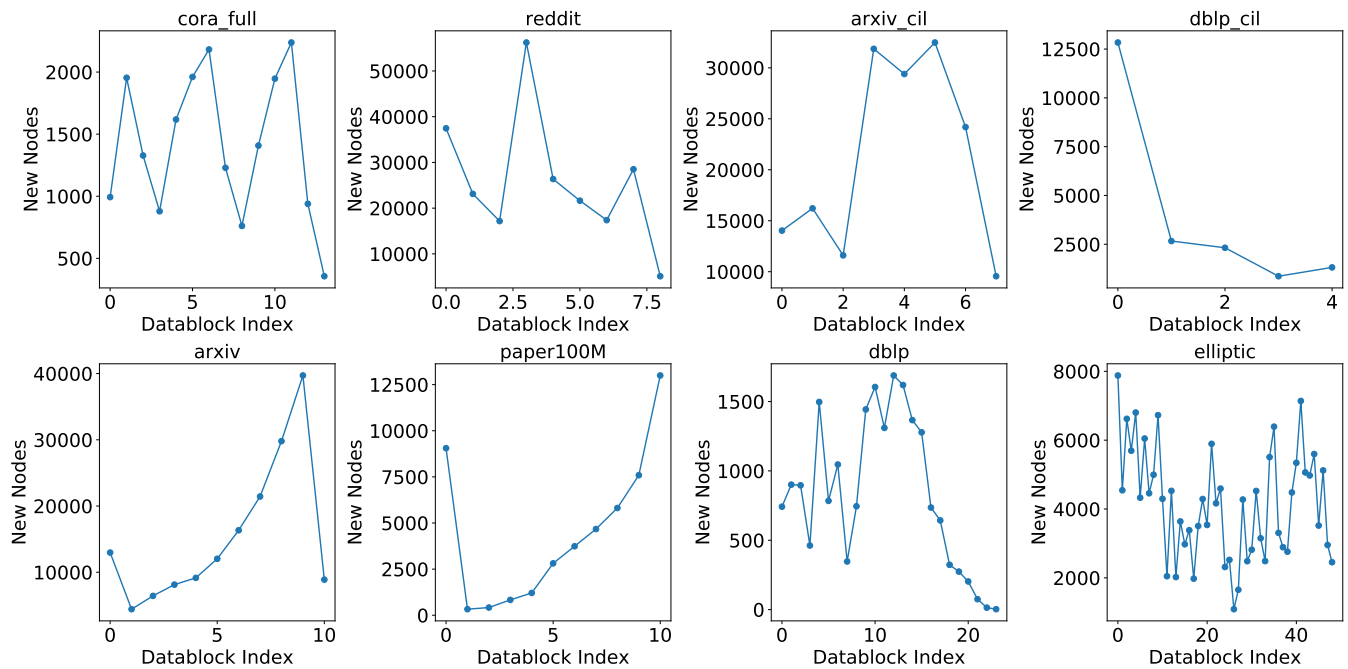 cora_full
New Nodes
2000
1500
1000
500
0
5
10
Datablock Index
reddit
New Nodes
50000
40000
30000
20000
10000
0.0
2.5
5.0
7.5
Datablock Index
arxiv_cil
New Nodes
30000
25000
20000
15000
10000
0
2
4
6
Datablock Index
dblp_cil
New Nodes
12500
10000
7500
5000
2500
0
2
4
Datablock Index
arxiv
New Nodes
40000
30000
20000
10000
0
5
10
Datablock Index
paper100M
New Nodes
12500
10000
7500
5000
2500
0
0
5
10
Datablock Index
dblp
New Nodes
1500
1000
500
0
0
10
20
Datablock Index
elliptic
New Nodes
8000
6000
4000
2000
0
20
40
Datablock Index